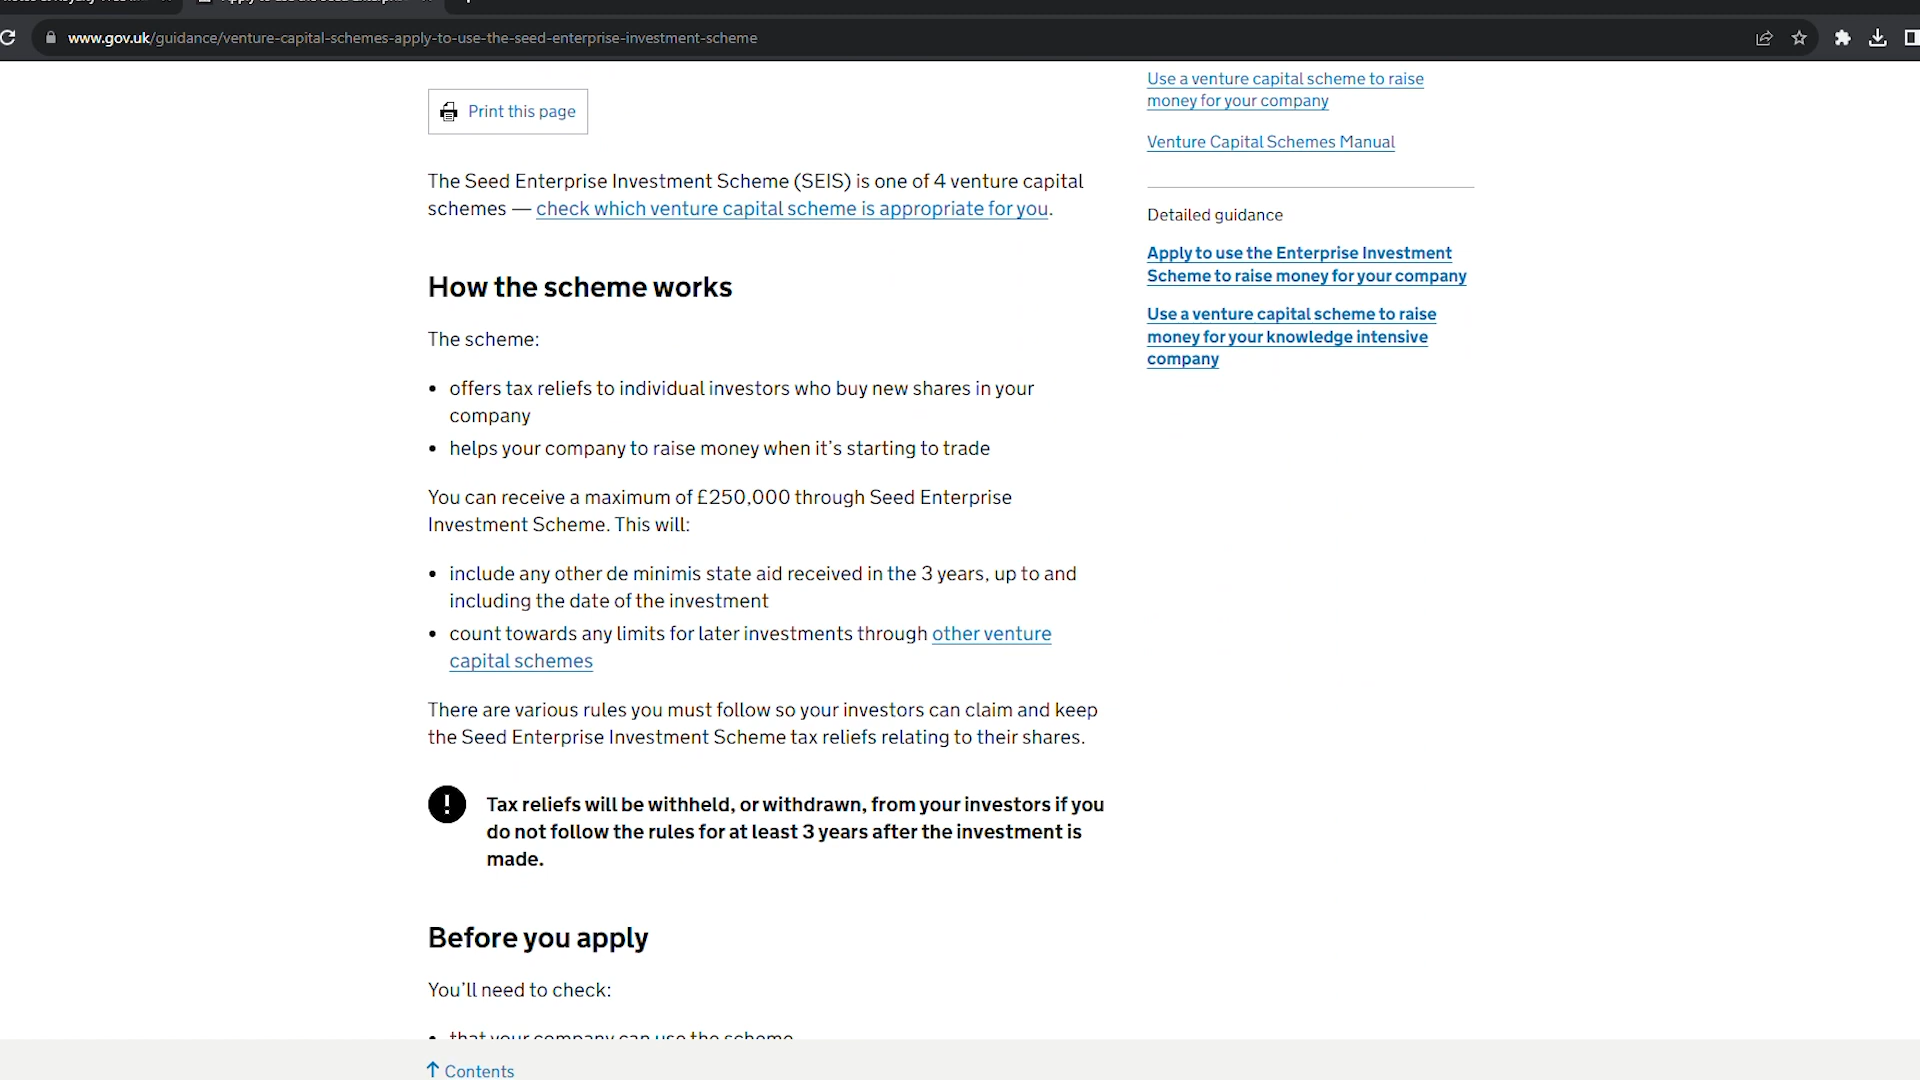 www.gov.uk/guidance/venture-capital-schemes-apply-to-use-the-seed-enterprise-investment-scheme
Print this page
The Seed Enterprise Investment Scheme (SEIS) is one of 4 venture capital
schemes — check which venture capital scheme is appropriate for you.
How the scheme works
The scheme:
• offers tax reliefs to individual investors who buy new shares in your
company
• helps your company to raise money when it’s starting to trade
You can receive a maximum of £250,000 through Seed Enterprise
Investment Scheme. This will:
• include any other de minimis state aid received in the 3 years, up to and
including the date of the investment
• count towards any limits for later investments through other venture
capital schemes
There are various rules you must follow so your investors can claim and keep
the Seed Enterprise Investment Scheme tax reliefs relating to their shares.
! Tax reliefs will be withheld, or withdrawn, from your investors if you
do not follow the rules for at least 3 years after the investment is
made.
Before you apply
You’ll need to check:
• that your company can use the scheme
↑ Contents
Use a venture capital scheme to raise
money for your company
Venture Capital Schemes Manual
Detailed guidance
Apply to use the Enterprise Investment
Scheme to raise money for your company
Use a venture capital scheme to raise
money for your knowledge intensive
company